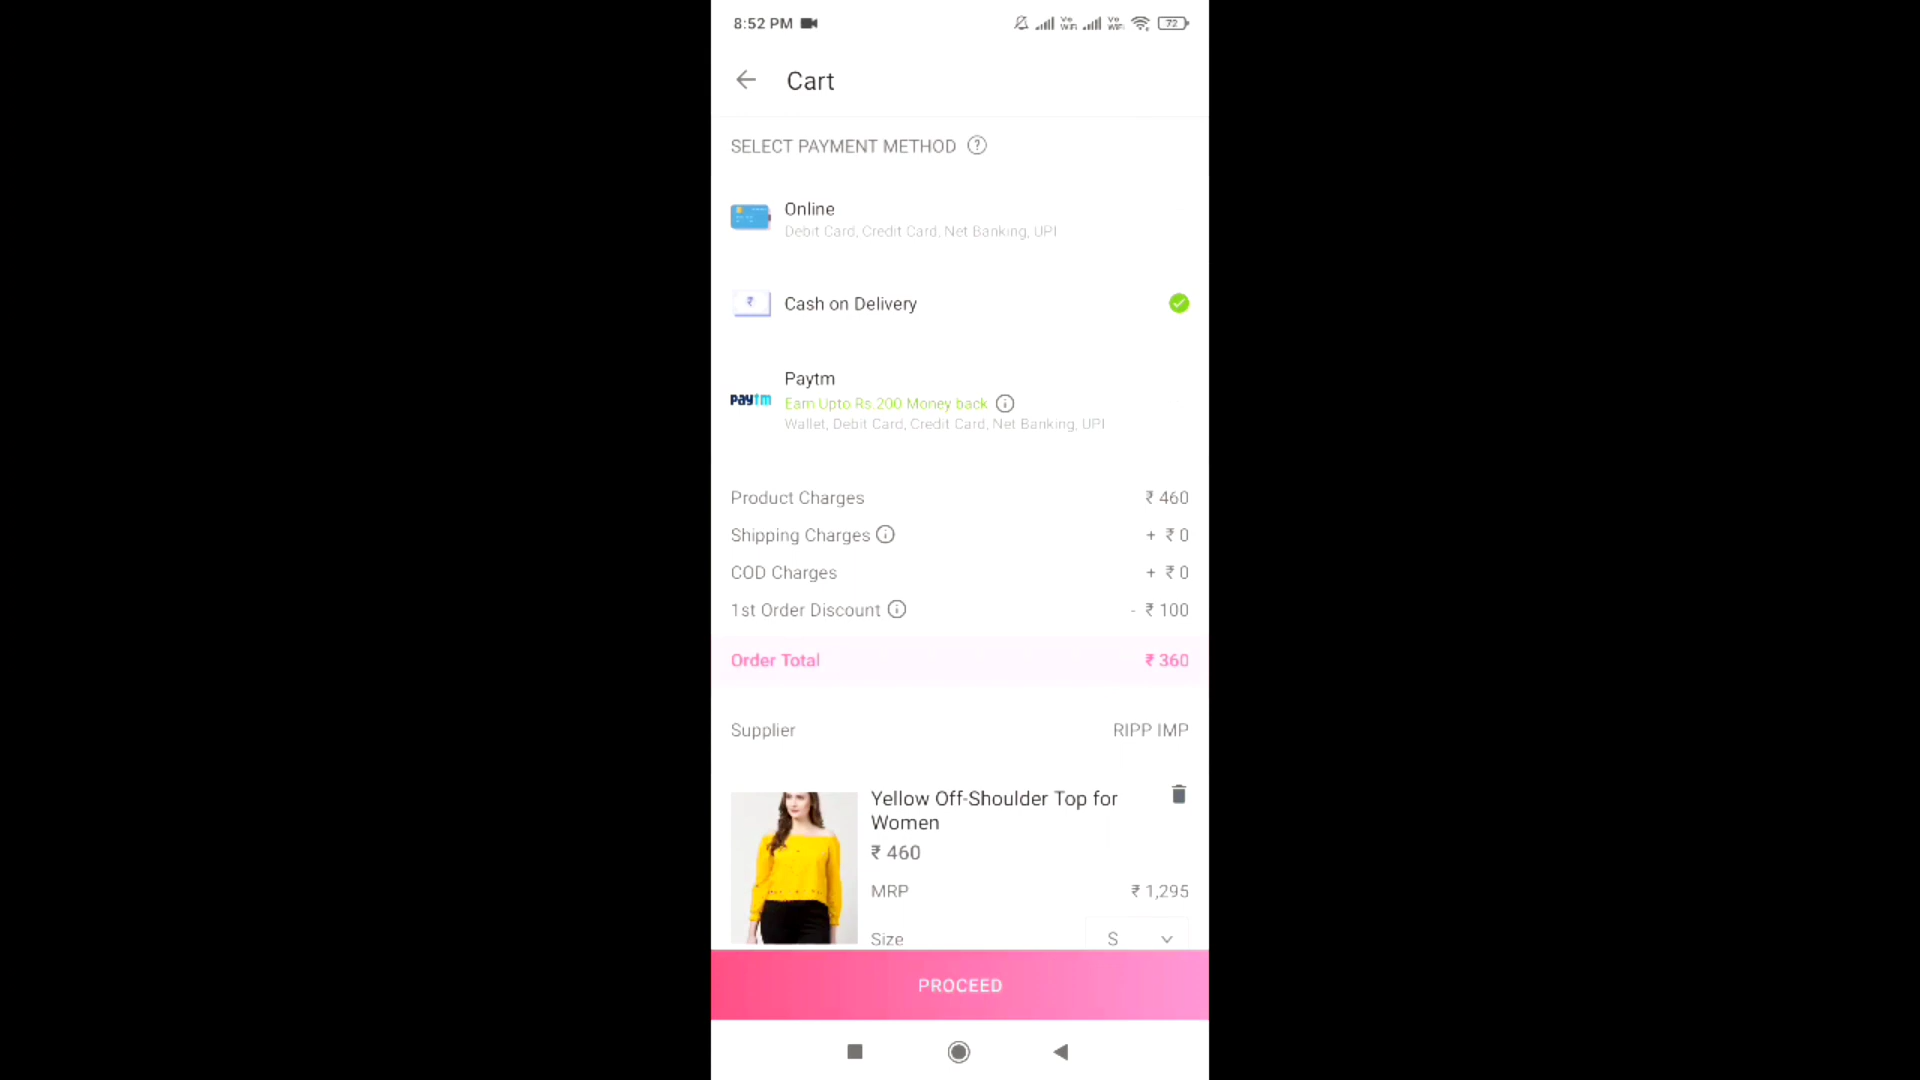 8:52 PM
72
Cart
SELECT PAYMENT METHOD
Online
Debit Card, Credit Card, Net Banking, UPI
₹ Cash on Delivery
Paytm
paytm Earn Upto Rs.200 Money back
Wallet, Debit Card, Credit Card, Net Banking, UPI
Product Charges ₹ 460
Shipping Charges + ₹ 0
COD Charges + ₹ 0
1st Order Discount - ₹ 100
Order Total ₹ 360
Supplier RIPP IMP
Yellow Off-Shoulder Top for
Women
₹ 460
MRP ₹ 1,295
Size S
PROCEED